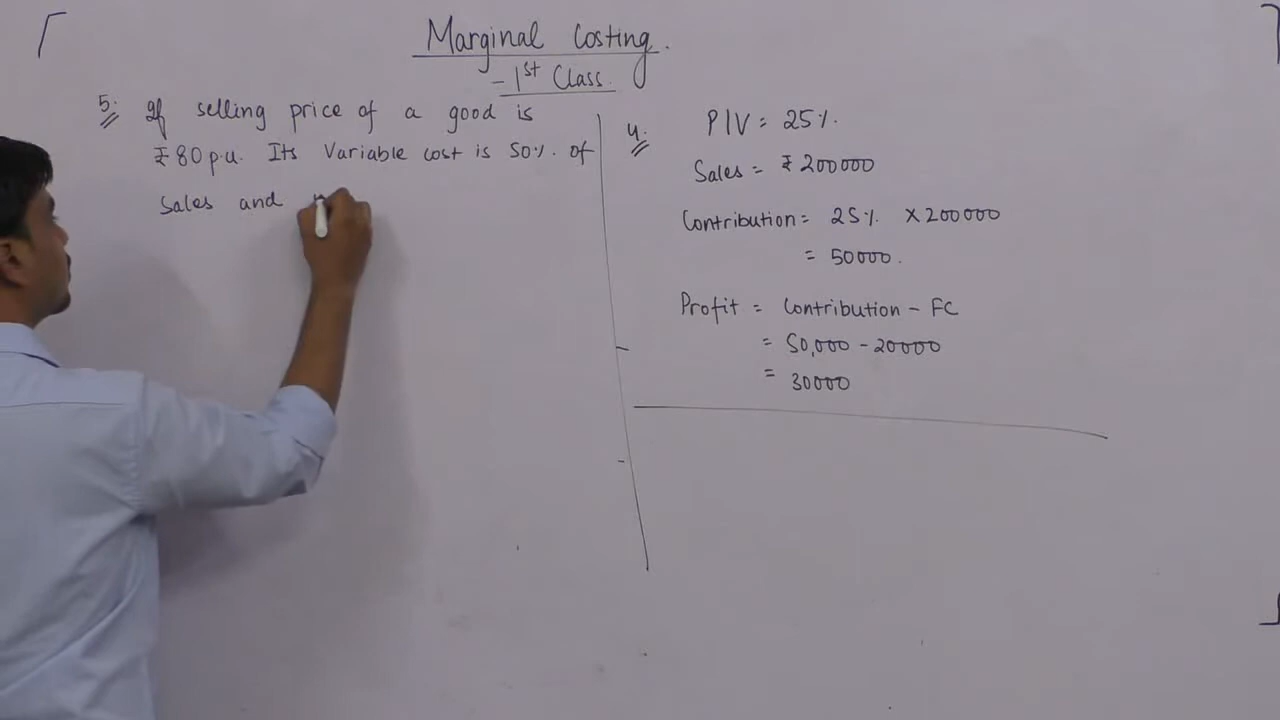 Marginal Costing.
- 1st Class.
5. If selling price of a good is
₹ 80 p.u. Its Variable cost is 50% of
Sales and
4.
P/V = 25%.
Sales = ₹ 200000
Contribution = 25% × 200000
= 50000.
Profit = Contribution - FC
= 50,000 - 20000
= 30000